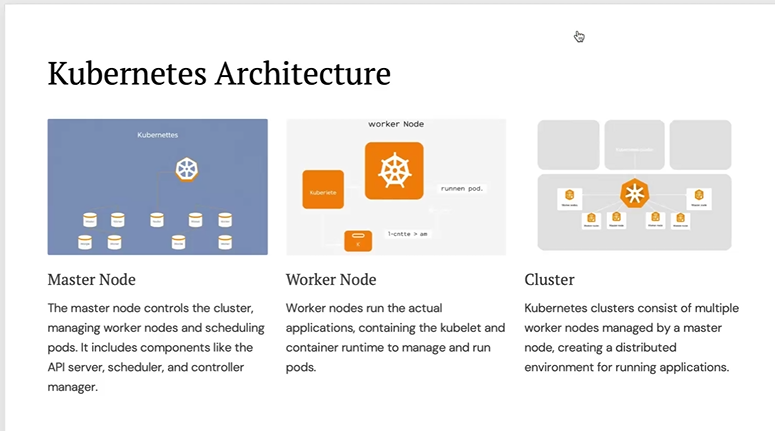 Kubernetes Architecture
Kubernettes
worker Node
Kuberiete
runnen pod.
l-cntte > am
Master Node
The master node controls the cluster,
managing worker nodes and scheduling
pods. It includes components like the
API server, scheduler, and controller
manager.
Worker Node
Worker nodes run the actual
applications, containing the kubelet and
container runtime to manage and run
pods.
Cluster
Kubernetes clusters consist of multiple
worker nodes managed by a master
node, creating a distributed
environment for running applications.